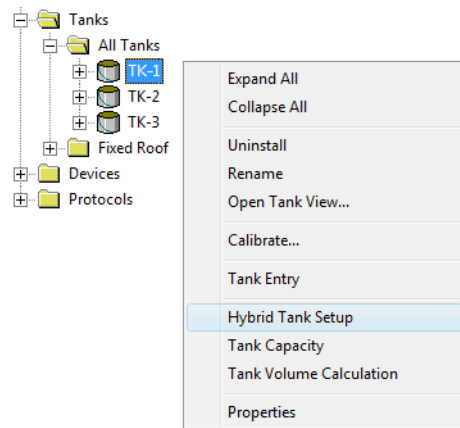 Tanks
All Tanks
TK-1
TK-2
TK-3
Fixed Roof
Devices
Protocols
Expand All
Collapse All
Uninstall
Rename
Open Tank View...
Calibrate...
Tank Entry
Hybrid Tank Setup
Tank Capacity
Tank Volume Calculation
Properties